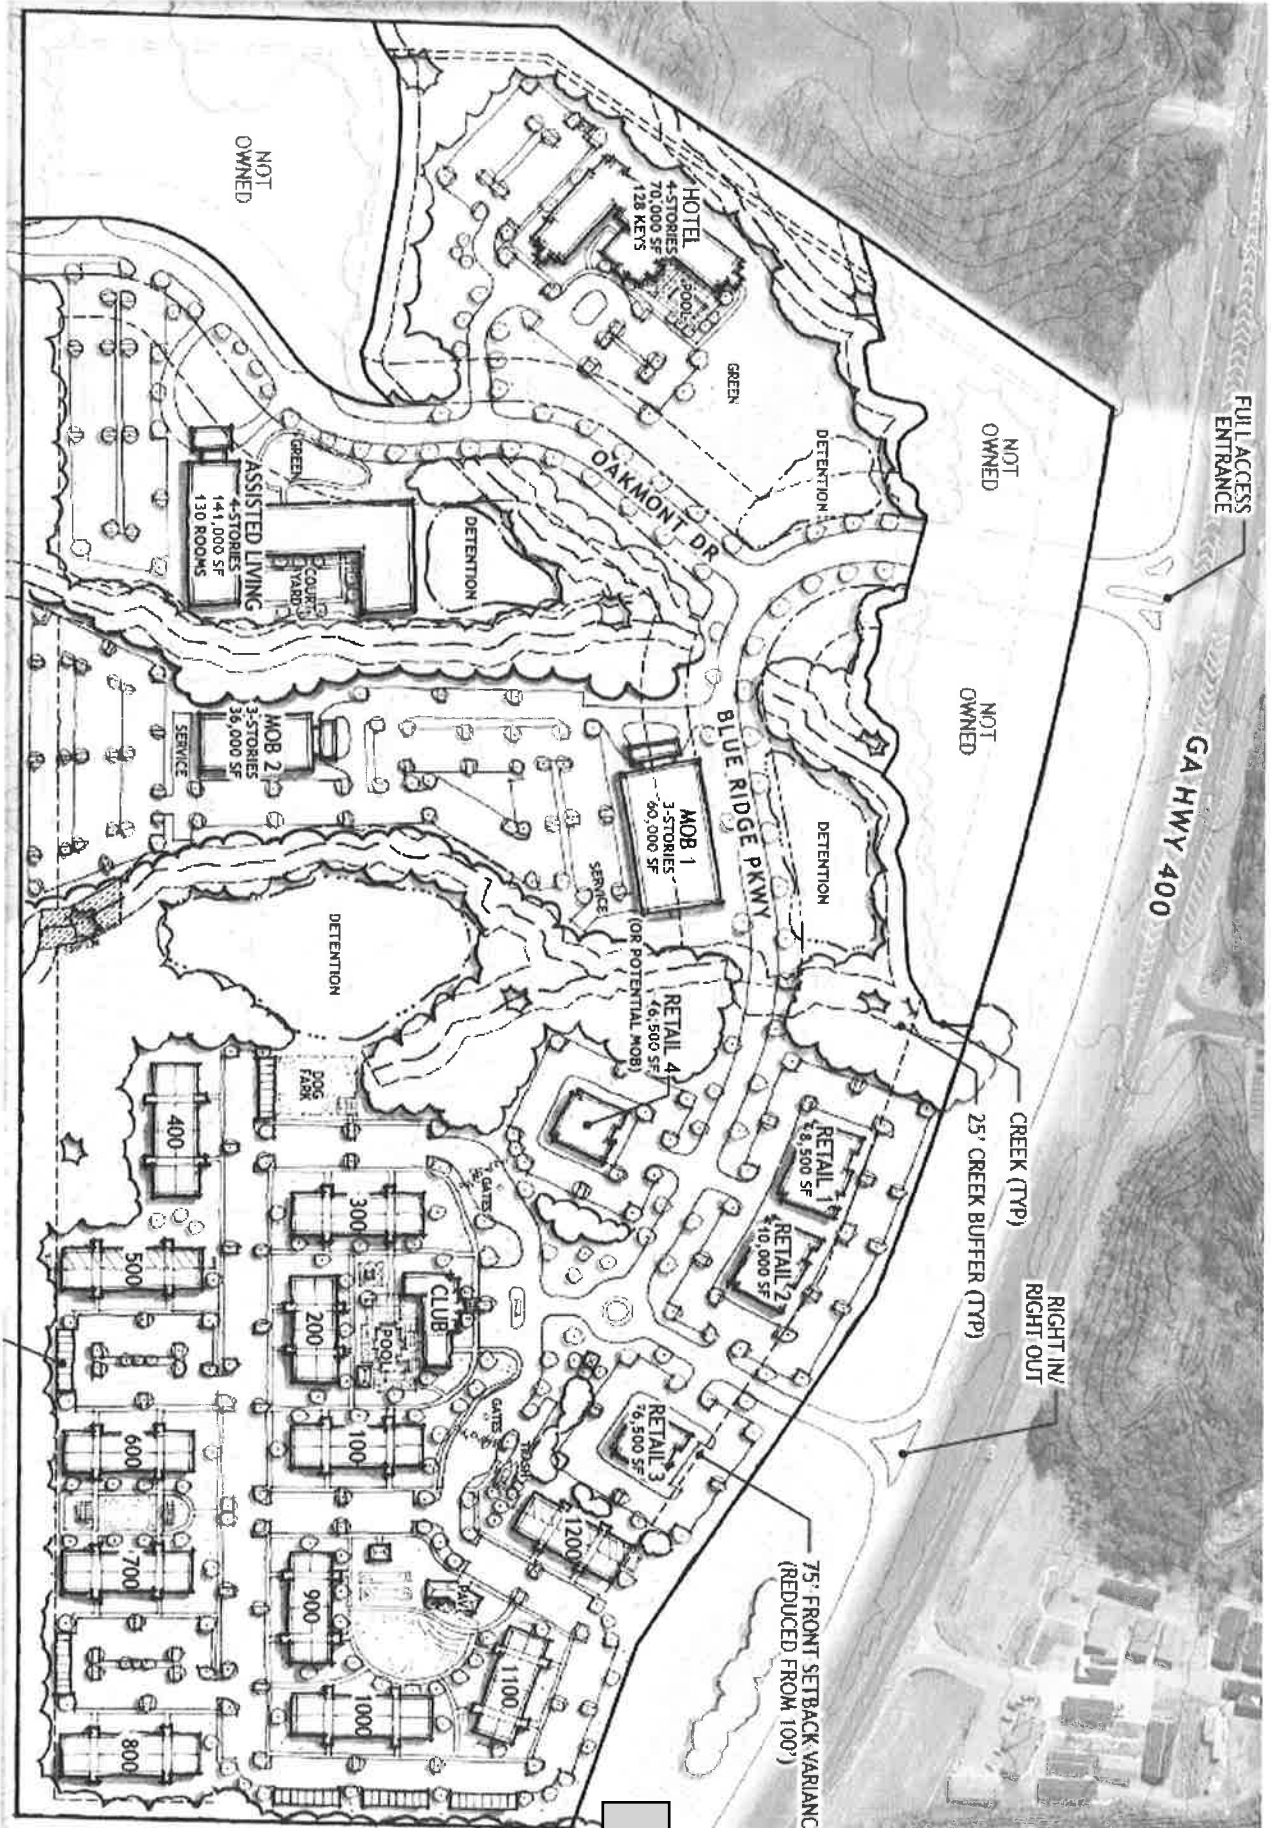 FULL ACCESS
ENTRANCE
GA HWY 400
RIGHT IN/
RIGHT OUT
CREEK (TYP)
25' CREEK BUFFER (TYP)
75' FRONT SETBACK VARIANC
(REDUCED FROM 100')
NOT
OWNED
NOT
OWNED
NOT
OWNED
HOTEL
4-STORIES
70,000 SF
128 KEYS
POOL
GREEN
DETENTION
OAKMONT DR
BLUE RIDGE PKWY
DETENTION
GREEN
DETENTION
ASSISTED LIVING
4-STORIES
141,000 SF
130 ROOMS
COURT
YARD
MOB 1
3-STORIES
60,000 SF
SERVICE
MOB 2
3-STORIES
36,000 SF
SERVICE
DETENTION
RETAIL 4
±6,500 SF
(OR POTENTIAL MOB)
RETAIL 1
±8,500 SF
RETAIL 2
±10,000 SF
RETAIL 3
±6,500 SF
DOG
PARK
GATES
CLUB
POOL
GATES
TRASH
PAV
400
300
500
200
100
600
700
900
1200
1100
1000
800